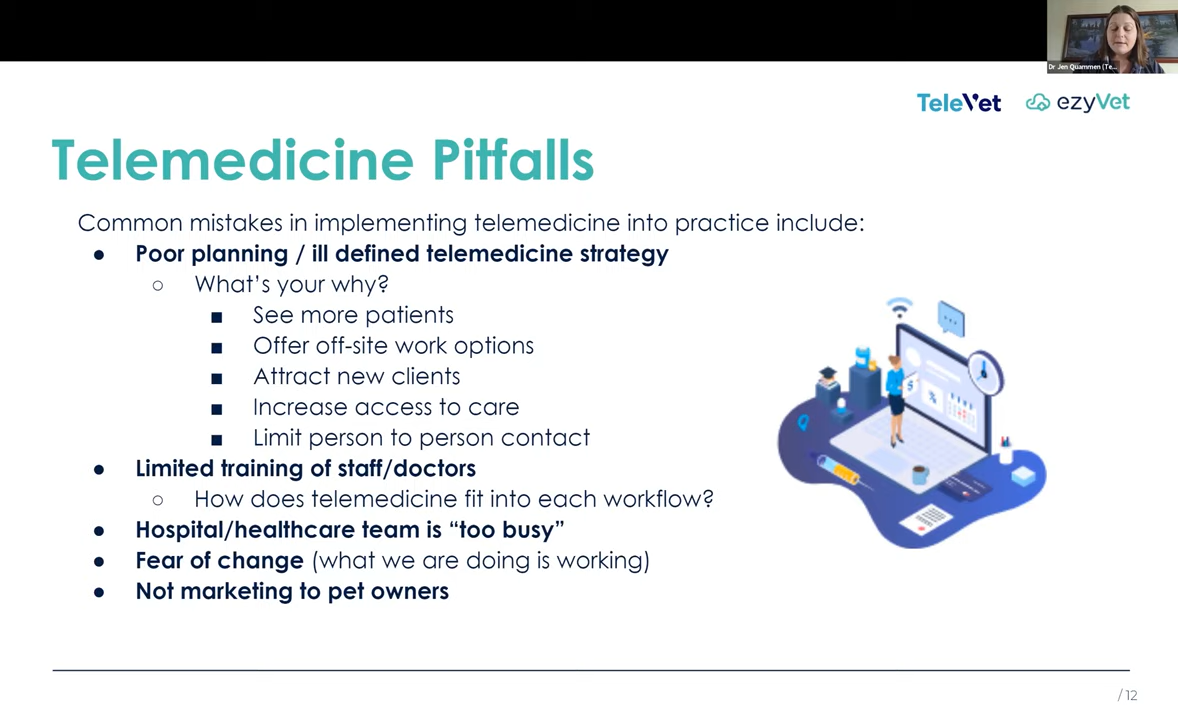 Dr Jen Quammen (Te...
TeleVet
ezyVet
Telemedicine Pitfalls
Common mistakes in implementing telemedicine into practice include:
● Poor planning / ill defined telemedicine strategy
○ What’s your why?
■ See more patients
■ Offer off-site work options
■ Attract new clients
■ Increase access to care
■ Limit person to person contact
● Limited training of staff/doctors
○ How does telemedicine fit into each workflow?
● Hospital/healthcare team is “too busy”
● Fear of change (what we are doing is working)
● Not marketing to pet owners
/ 12